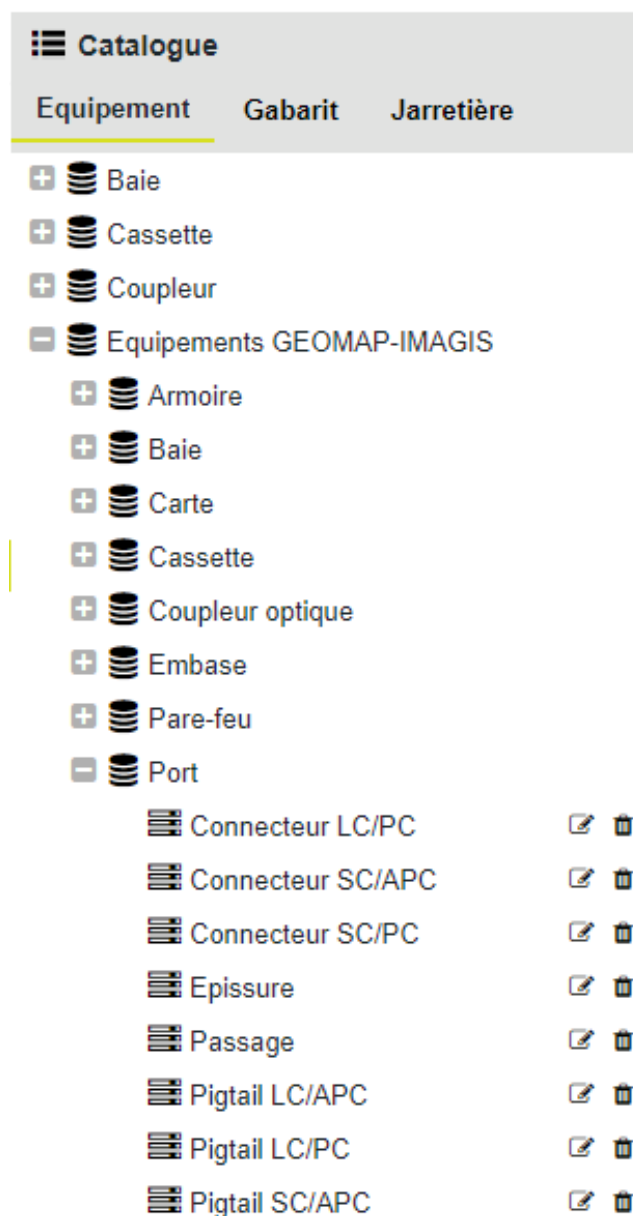 Catalogue
Equipement Gabarit Jarretière
Baie
Cassette
Coupleur
Equipements GEOMAP-IMAGIS
Armoire
Baie
Carte
Cassette
Coupleur optique
Embase
Pare-feu
Port
Connecteur LC/PC
Connecteur SC/APC
Connecteur SC/PC
Epissure
Passage
Pigtail LC/APC
Pigtail LC/PC
Pigtail SC/APC